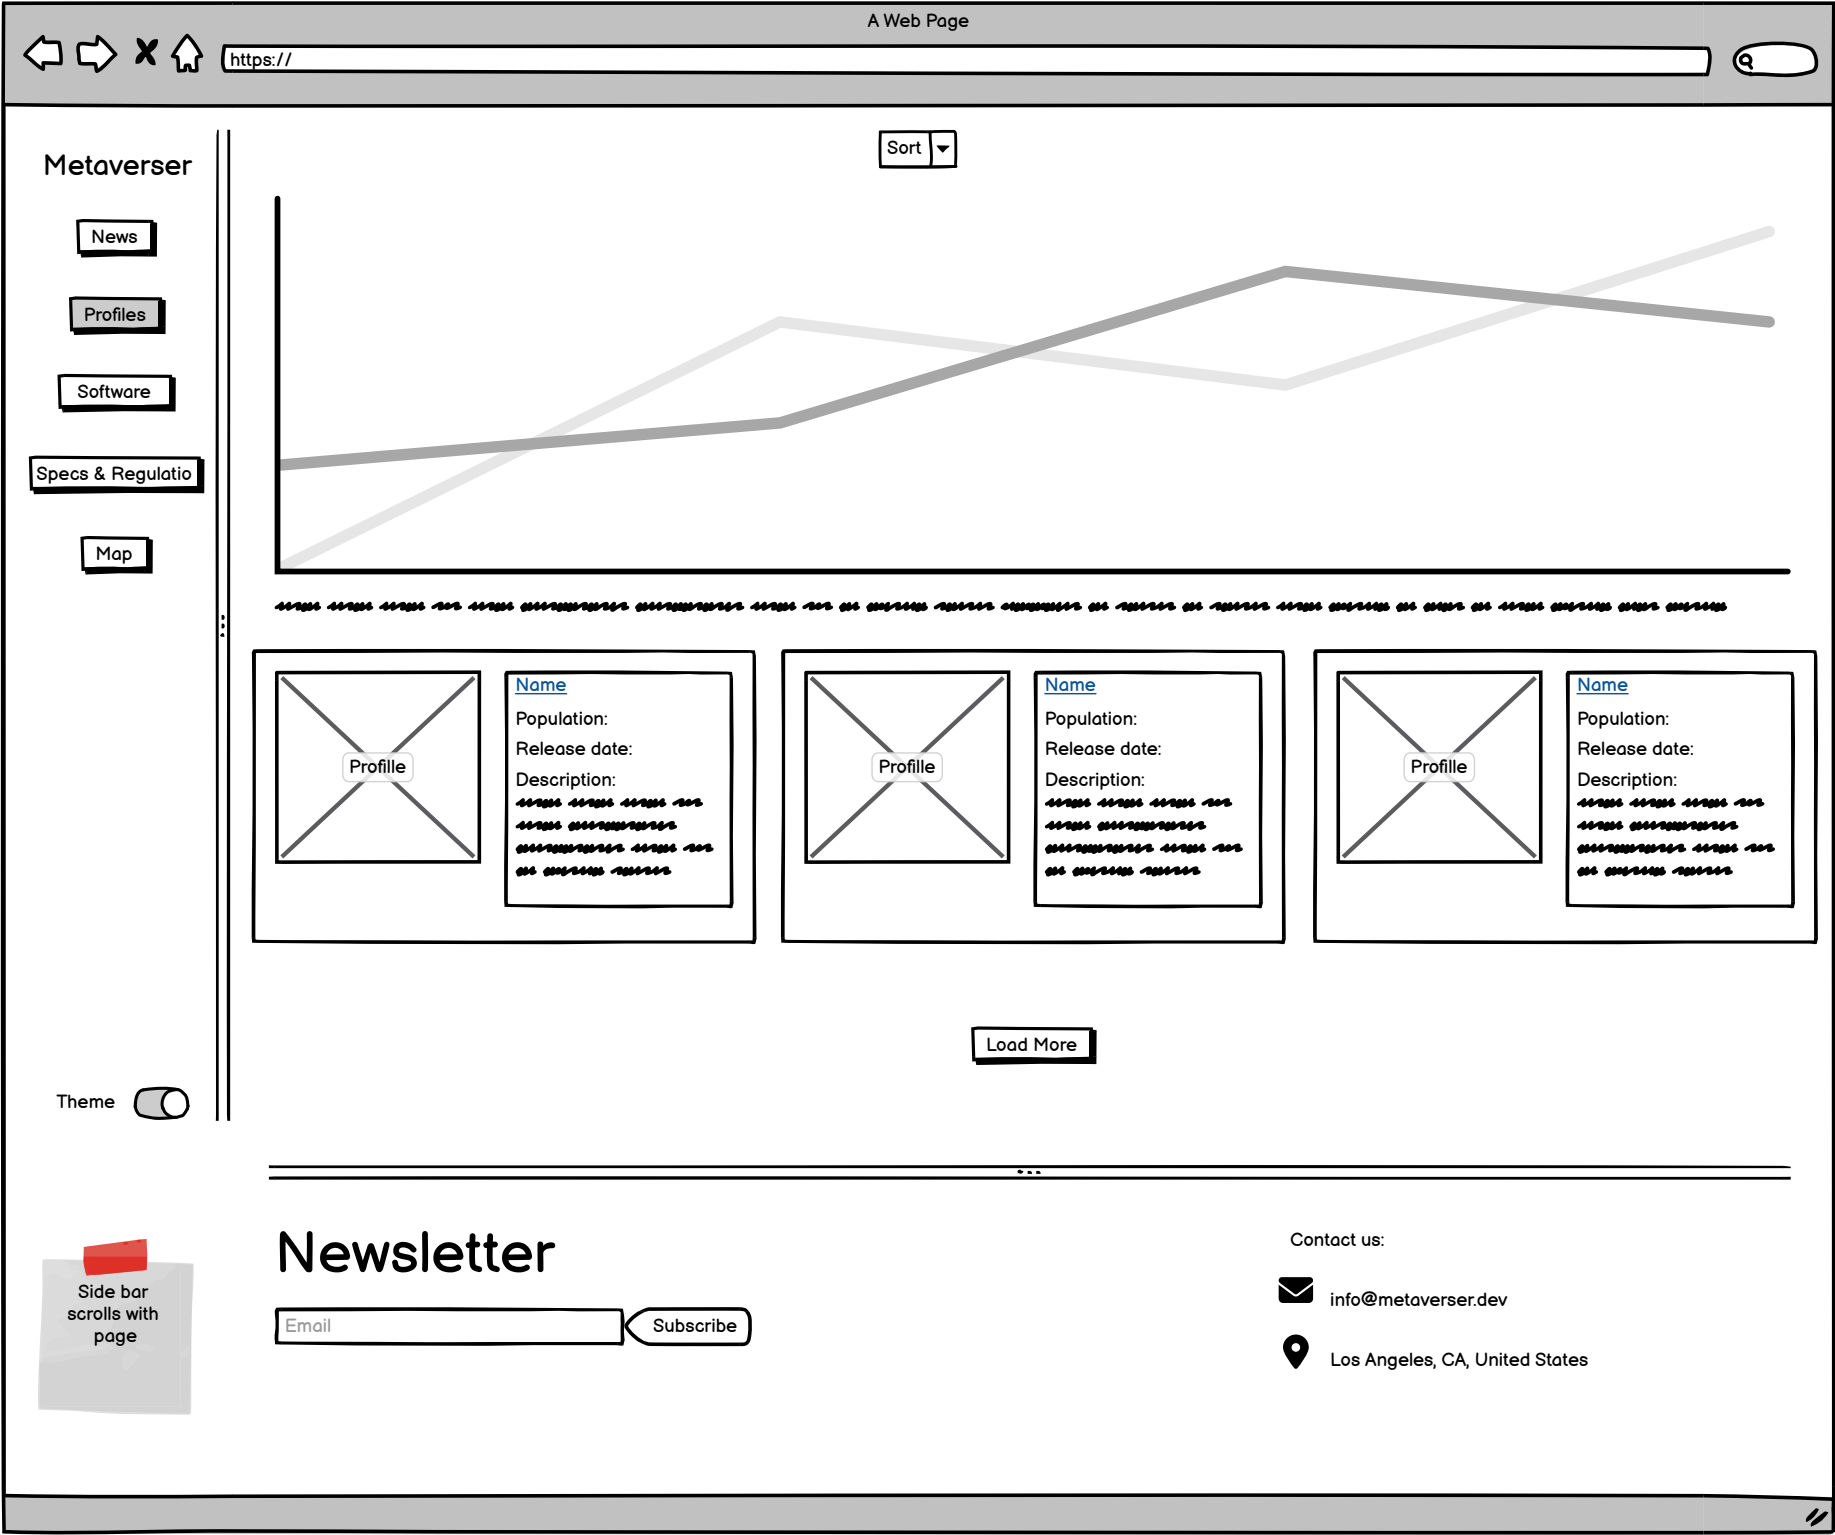 A Web Page
https://
Metaverser
News
Profiles
Software
Specs & Regulatio
Map
Theme
Side bar
scrolls with
page
Sort
Profille
Name
Population:
Release date:
Description:
Profille
Name
Population:
Release date:
Description:
Profille
Name
Population:
Release date:
Description:
Load More
Newsletter
Email
Subscribe
Contact us:
info@metaverser.dev
Los Angeles, CA, United States